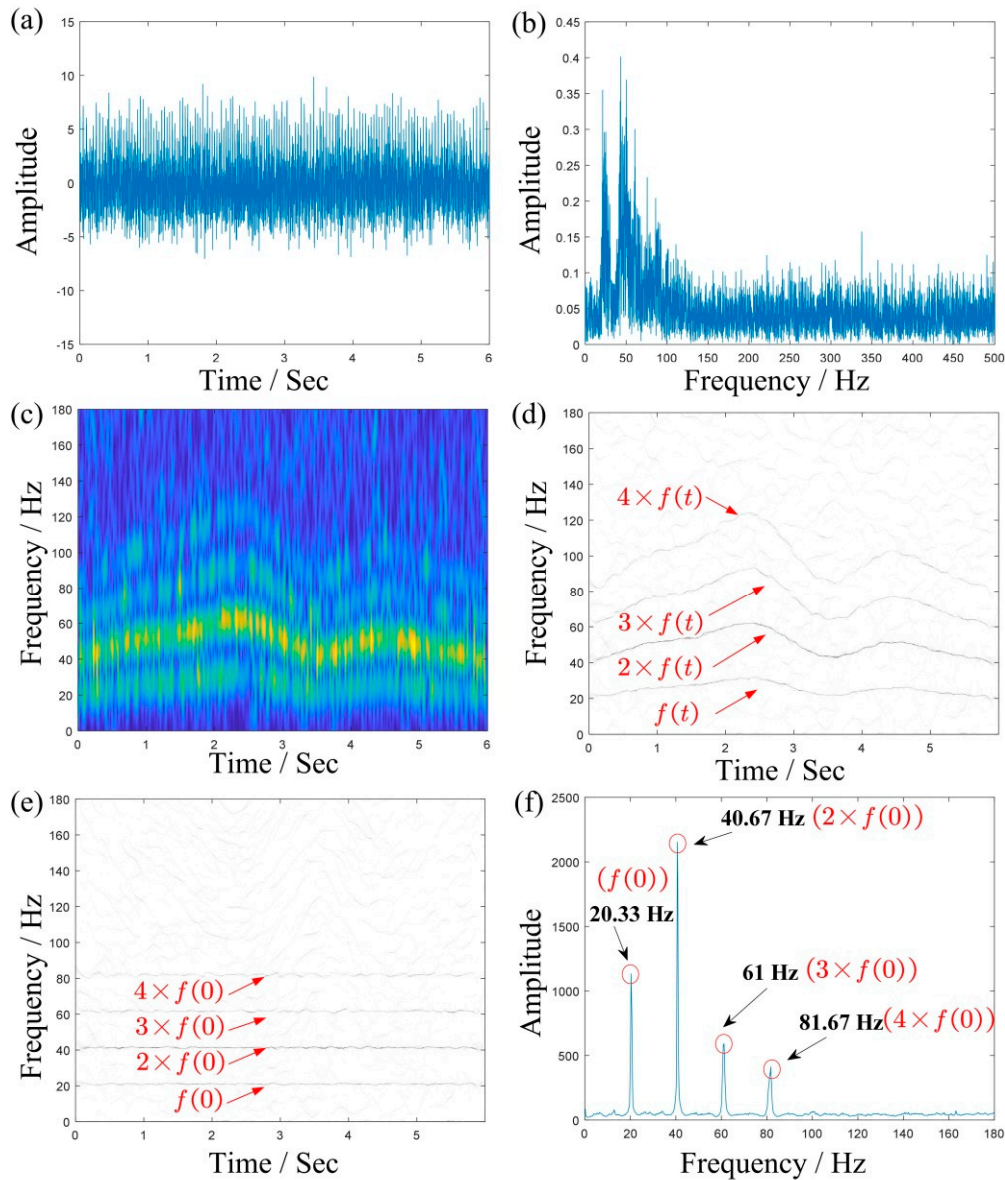 (a)
15
10
5
0
-5
-10
-15
Amplitude
0 1 2 3 4 5 6
Time / Sec
(b)
0.45
0.4
0.35
0.3
0.25
0.2
0.15
0.1
0.05
0
Amplitude
0 50 100 150 200 250 300 350 400 450 500
Frequency / Hz
(c)
180
160
140
120
100
80
60
40
20
0
Frequency / Hz
0 1 2 3 4 5 6
Time / Sec
(d)
180
160
140
120
100
80
60
40
20
0
Frequency / Hz
4×f(t)
3×f(t)
2×f(t)
f(t)
0 1 2 3 4 5
Time / Sec
(e)
180
160
140
120
100
80
60
40
20
0
Frequency / Hz
4×f(0)
3×f(0)
2×f(0)
f(0)
0 1 2 3 4 5
Time / Sec
(f)
2500
2000
1500
1000
500
0
Amplitude
40.67 Hz (2×f(0))
(f(0))
20.33 Hz
61 Hz (3×f(0))
81.67 Hz(4×f(0))
0 20 40 60 80 100 120 140 160 180
Frequency / Hz